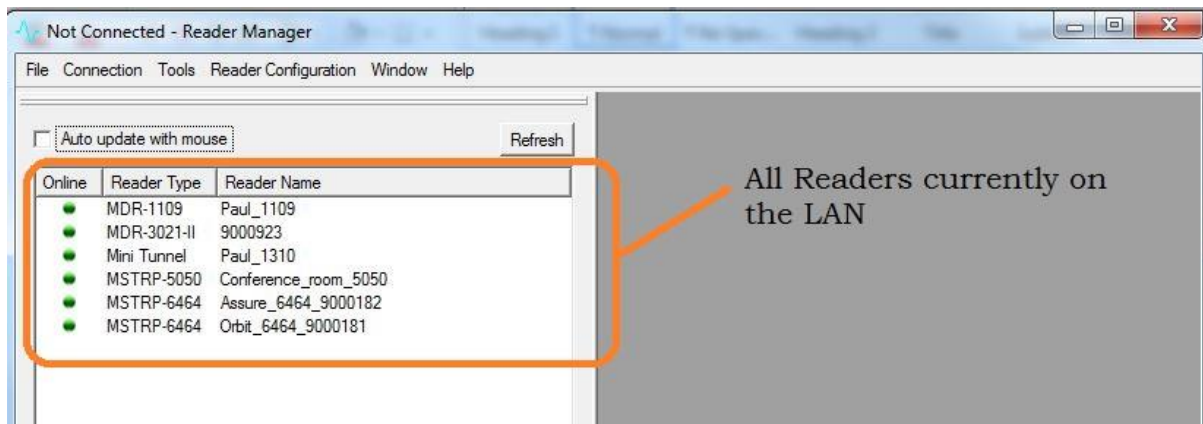 Not Connected - Reader Manager
File Connection Tools Reader Configuration Window Help
Auto update with mouse
Refresh
Online Reader Type Reader Name
MDR-1109 Paul_1109
MDR-3021-II 9000923
Mini Tunnel Paul_1310
MSTRP-5050 Conference_room_5050
MSTRP-6464 Assure_6464_9000182
MSTRP-6464 Orbit_6464_9000181
All Readers currently on
the LAN